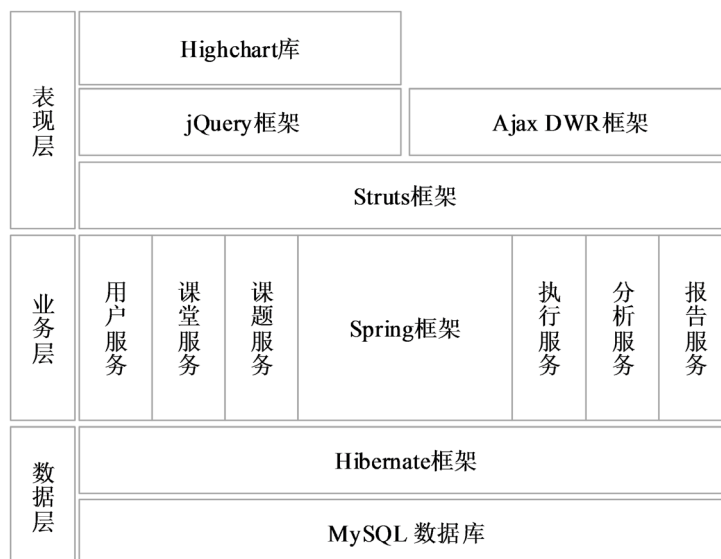 表现层
Highchart库
jQuery框架
Ajax DWR框架
Struts框架
业务层
用户服务
课堂服务
课题服务
Spring框架
执行服务
分析服务
报告服务
数据层
Hibernate框架
MySQL 数据库